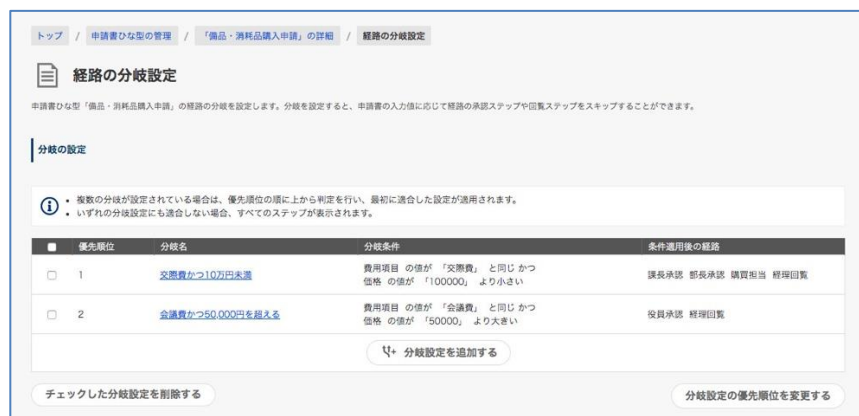 トップ / 申請書ひな型の管理 / 「備品・消耗品購入申請」の詳細 / 経路の分岐設定
経路の分岐設定
申請書ひな型「備品・消耗品購入申請」の経路の分岐を設定します。分岐を設定すると、申請書の入力値に応じて経路の承認ステップや回覧ステップをスキップすることができます。
分岐の設定
• 複数の分岐が設定されている場合は、優先順位の順に上から判定を行い、最初に適合した設定が適用されます。
• いずれの分岐設定にも適合しない場合、すべてのステップが表示されます。
優先順位 分岐名 分岐条件 条件適用後の経路
1 交際費かつ10万円未満 費用項目 の値が 「交際費」 と同じ かつ
価格 の値が 「100000」 より小さい 課長承認 部長承認 購買担当 経理回覧
2 会議費かつ50,000円を超える 費用項目 の値が 「会議費」 と同じ かつ
価格 の値が 「50000」 より大きい 役員承認 経理回覧
分岐設定を追加する
チェックした分岐設定を削除する 分岐設定の優先順位を変更する